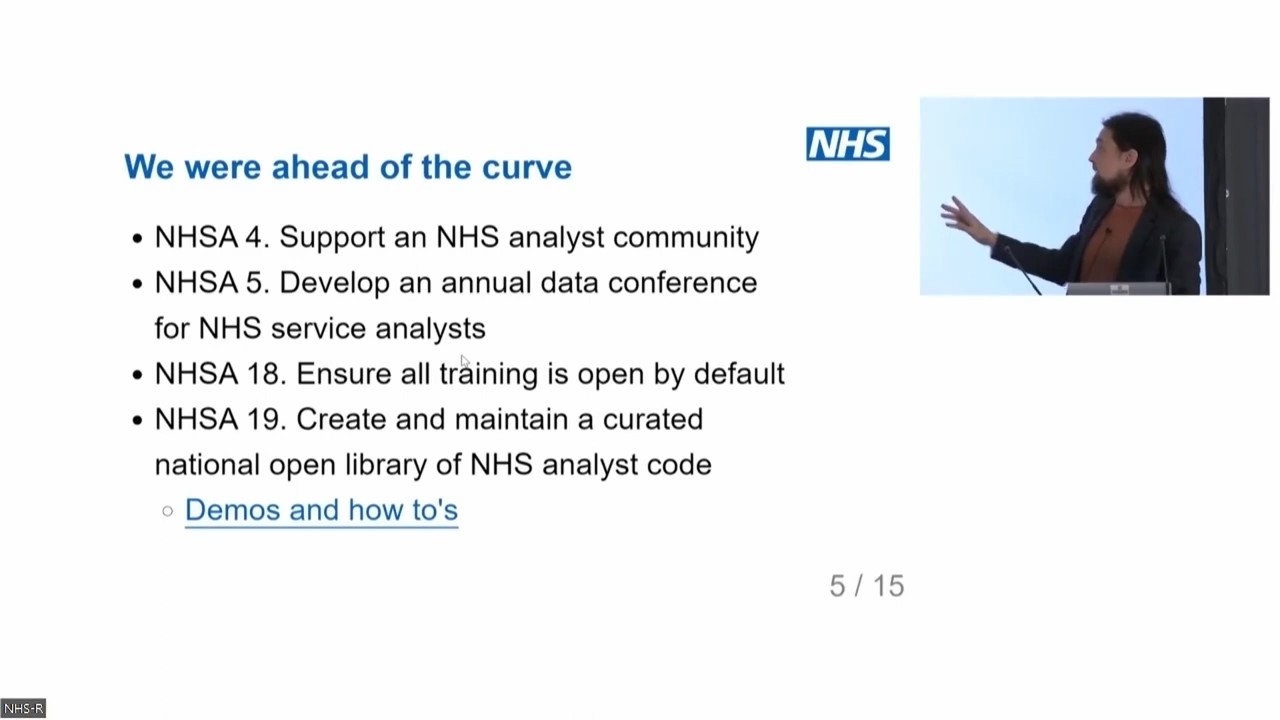 NHS
We were ahead of the curve
• NHSA 4. Support an NHS analyst community
• NHSA 5. Develop an annual data conference
for NHS service analysts
• NHSA 18. Ensure all training is open by default
• NHSA 19. Create and maintain a curated
national open library of NHS analyst code
○ Demos and how to's
5 / 15
NHS-R